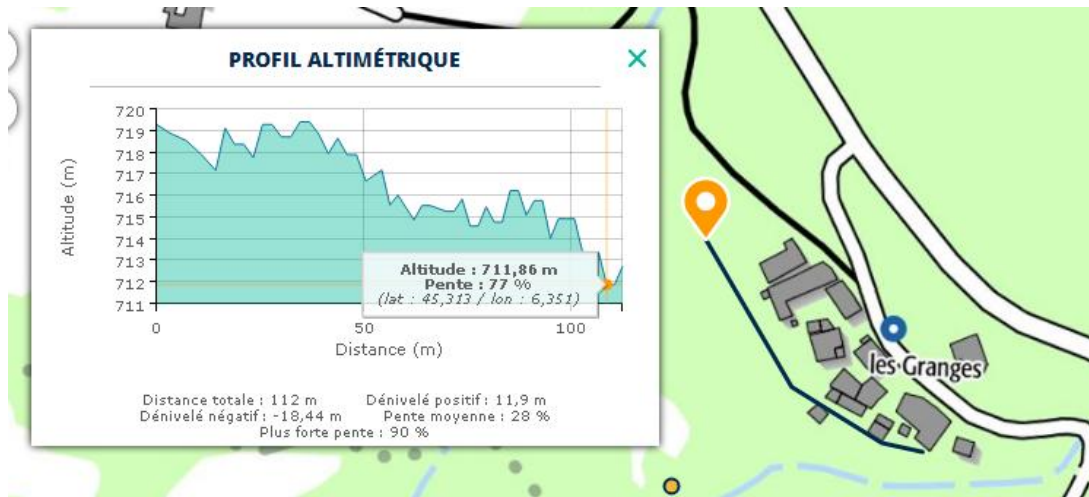 PROFIL ALTIMÉTRIQUE
720
719
718
717
716
715
714
713
712
711
Altitude (m)
Altitude : 711,86 m
Pente : 77 %
(lat : 45,313 / lon : 6,351)
0 50 100
Distance (m)
Distance totale : 112 m Dénivelé positif : 11,9 m
Dénivelé négatif : -18,44 m Pente moyenne : 28 %
Plus forte pente : 90 %
les Granges